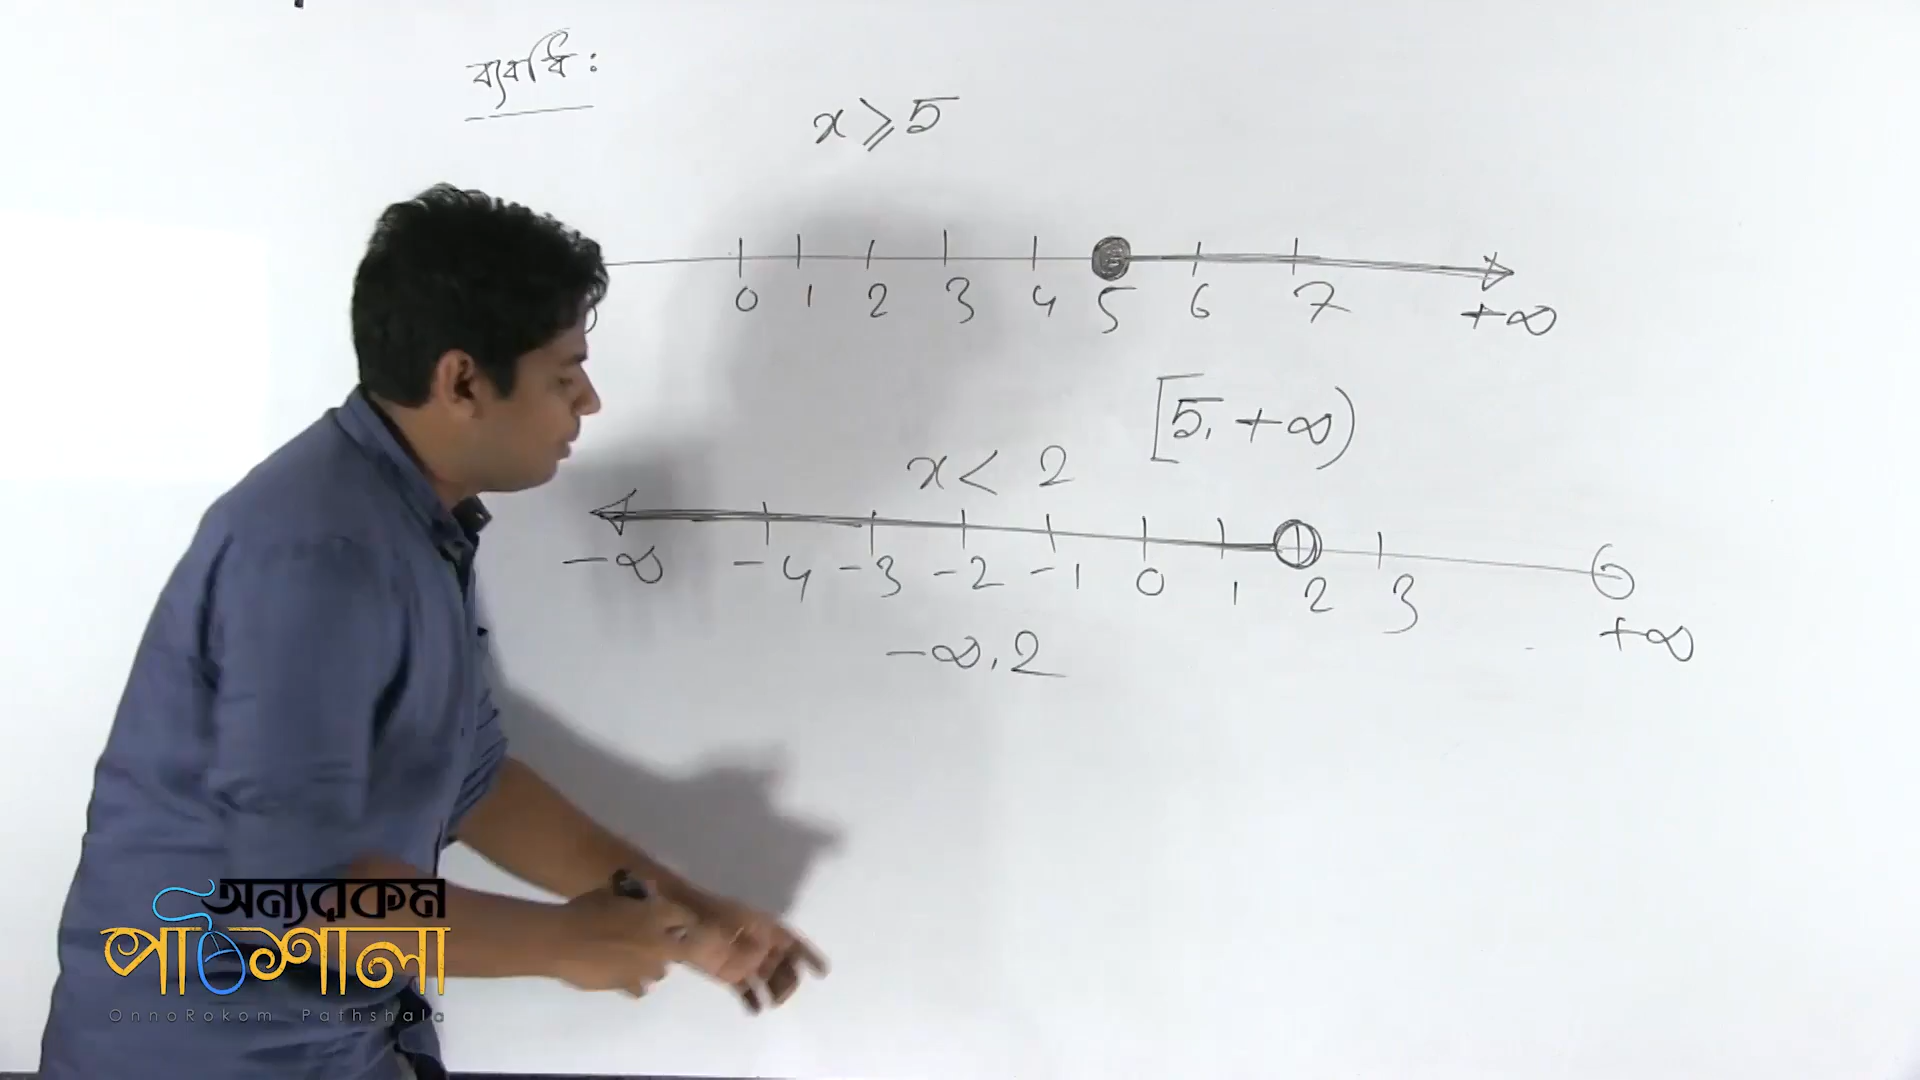 ব্যবধি :
x ⩾ 5
0 1 2 3 4 5 6 7 +∞
[5, +∞)
x < 2
-∞ -4 -3 -2 -1 0 1 2 3 +∞
-∞, 2
অন্যরকম
পাঠশালা
OnnoRokom Pathshala